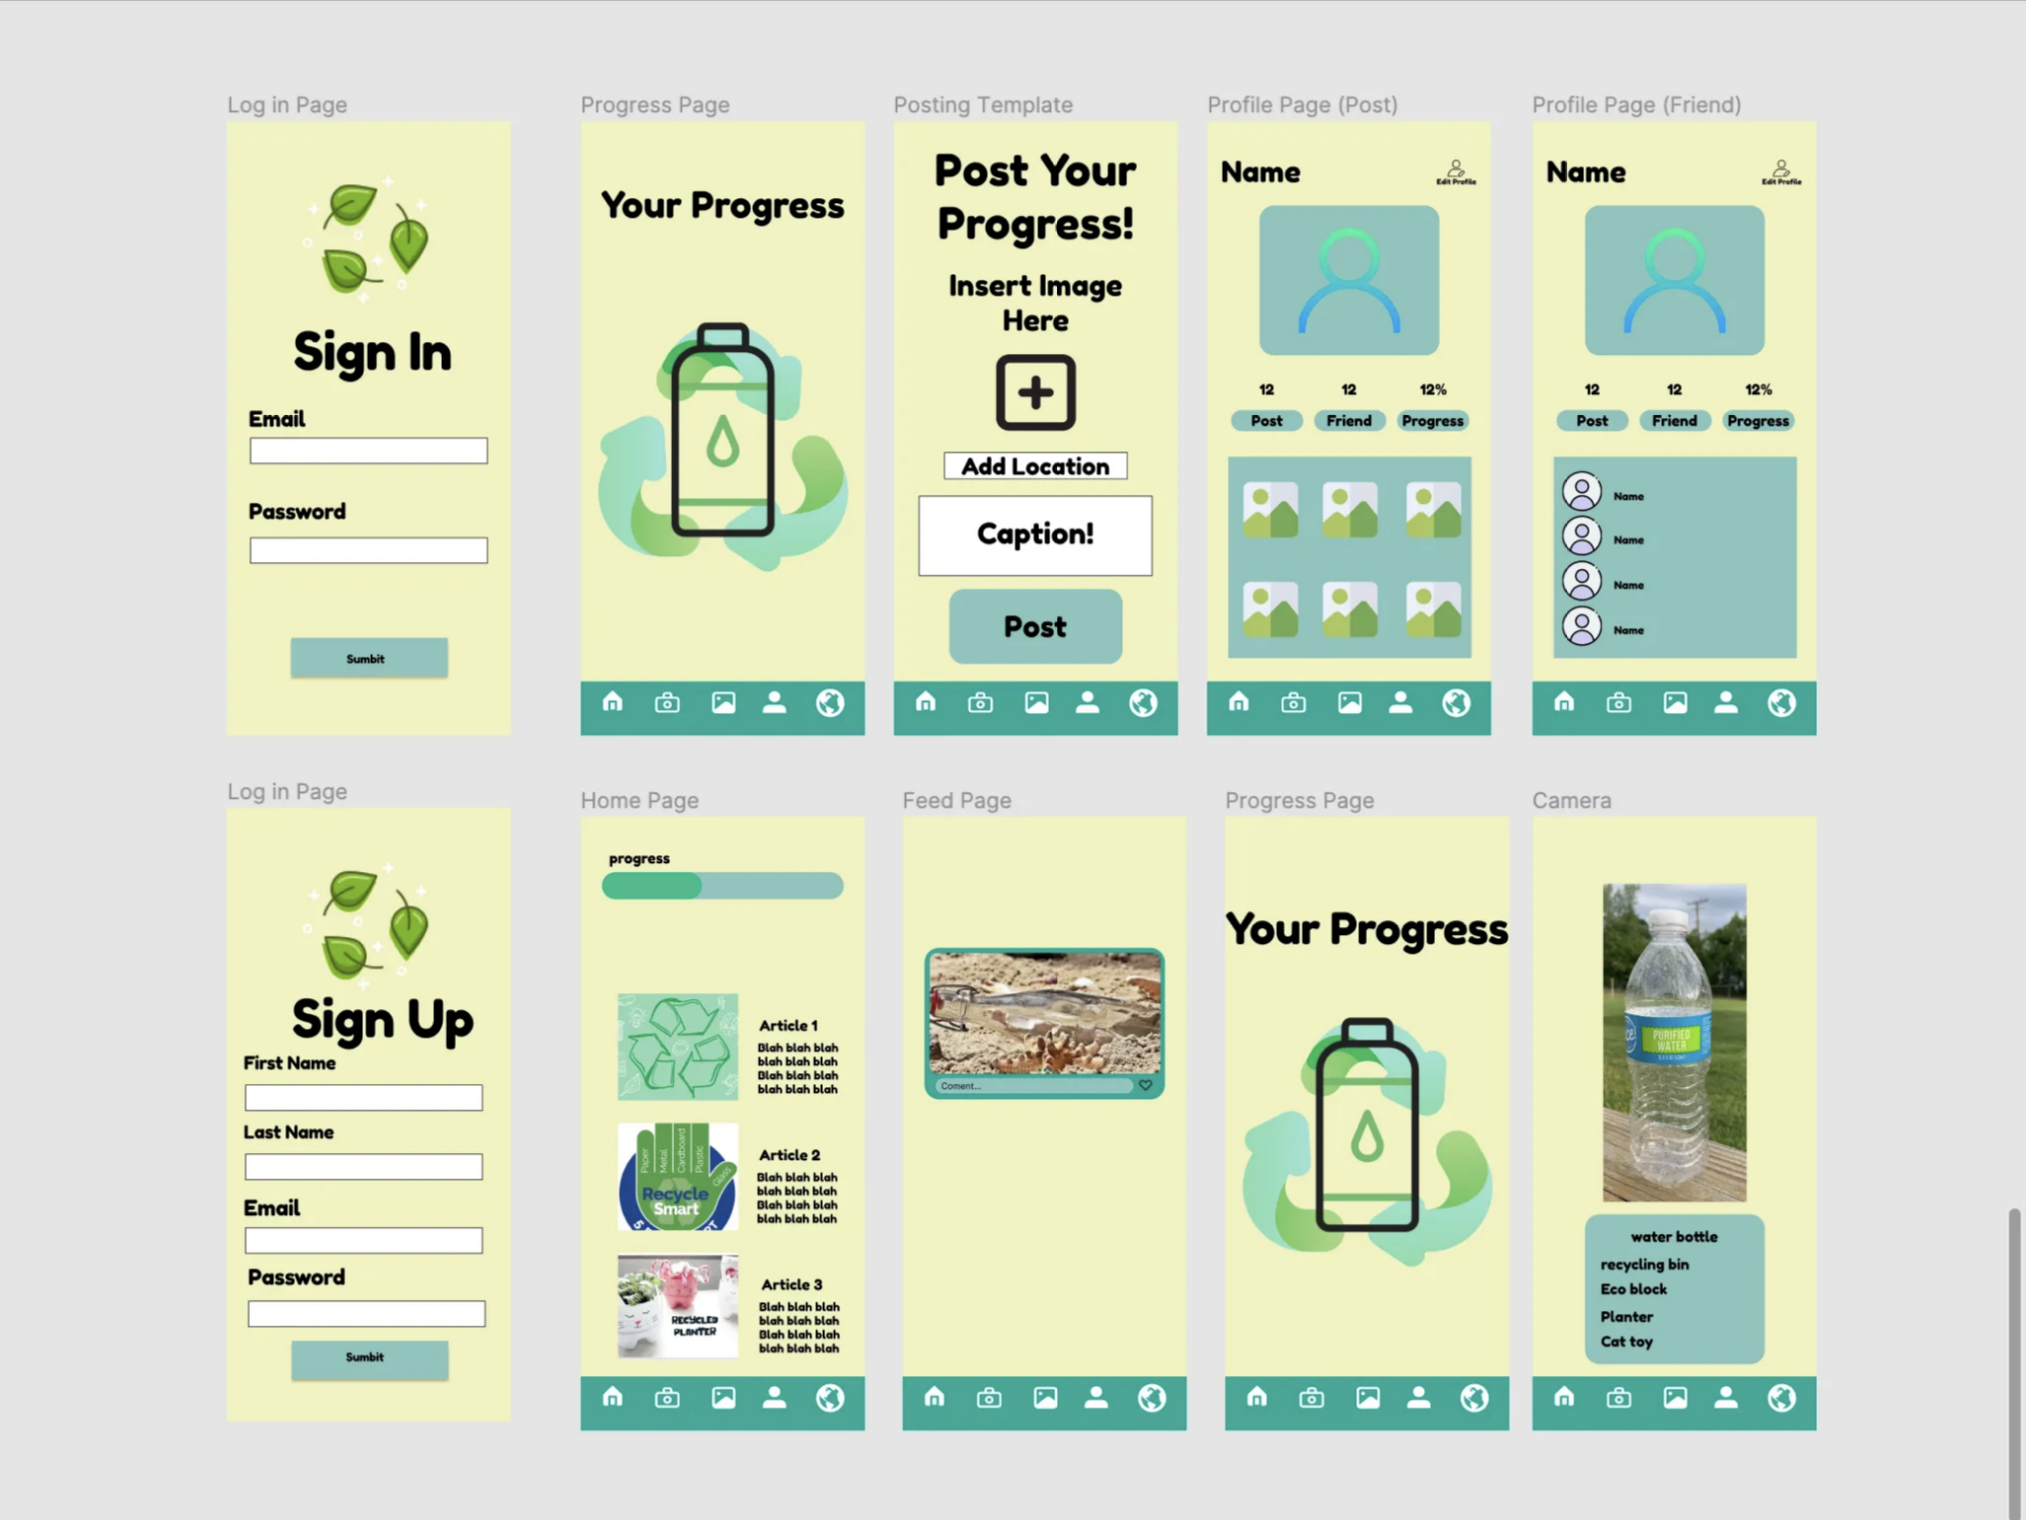 Log in Page
Sign In
Email
Password
Sumbit
Progress Page
Your Progress
Posting Template
Post Your
Progress!
Insert Image
Here
Add Location
Caption!
Post
Profile Page (Post)
Name
Edit Profile
12 12 12%
Post Friend Progress
Profile Page (Friend)
Name
Edit Profile
12 12 12%
Post Friend Progress
Name
Name
Name
Name
Log in Page
Sign Up
First Name
Last Name
Email
Password
Sumbit
Home Page
progress
Article 1
Blah blah blah
blah blah blah
Blah blah blah
blah blah blah
Paper
Metal
Cardboard
Plastic
Glass
Recycle
Smart
Article 2
Blah blah blah
blah blah blah
Blah blah blah
blah blah blah
RECYCLED
PLANTER
Article 3
Blah blah blah
blah blah blah
Blah blah blah
blah blah blah
Feed Page
Coment...
Progress Page
Your Progress
Camera
PURIFIED
WATER
water bottle
recycling bin
Eco block
Planter
Cat toy